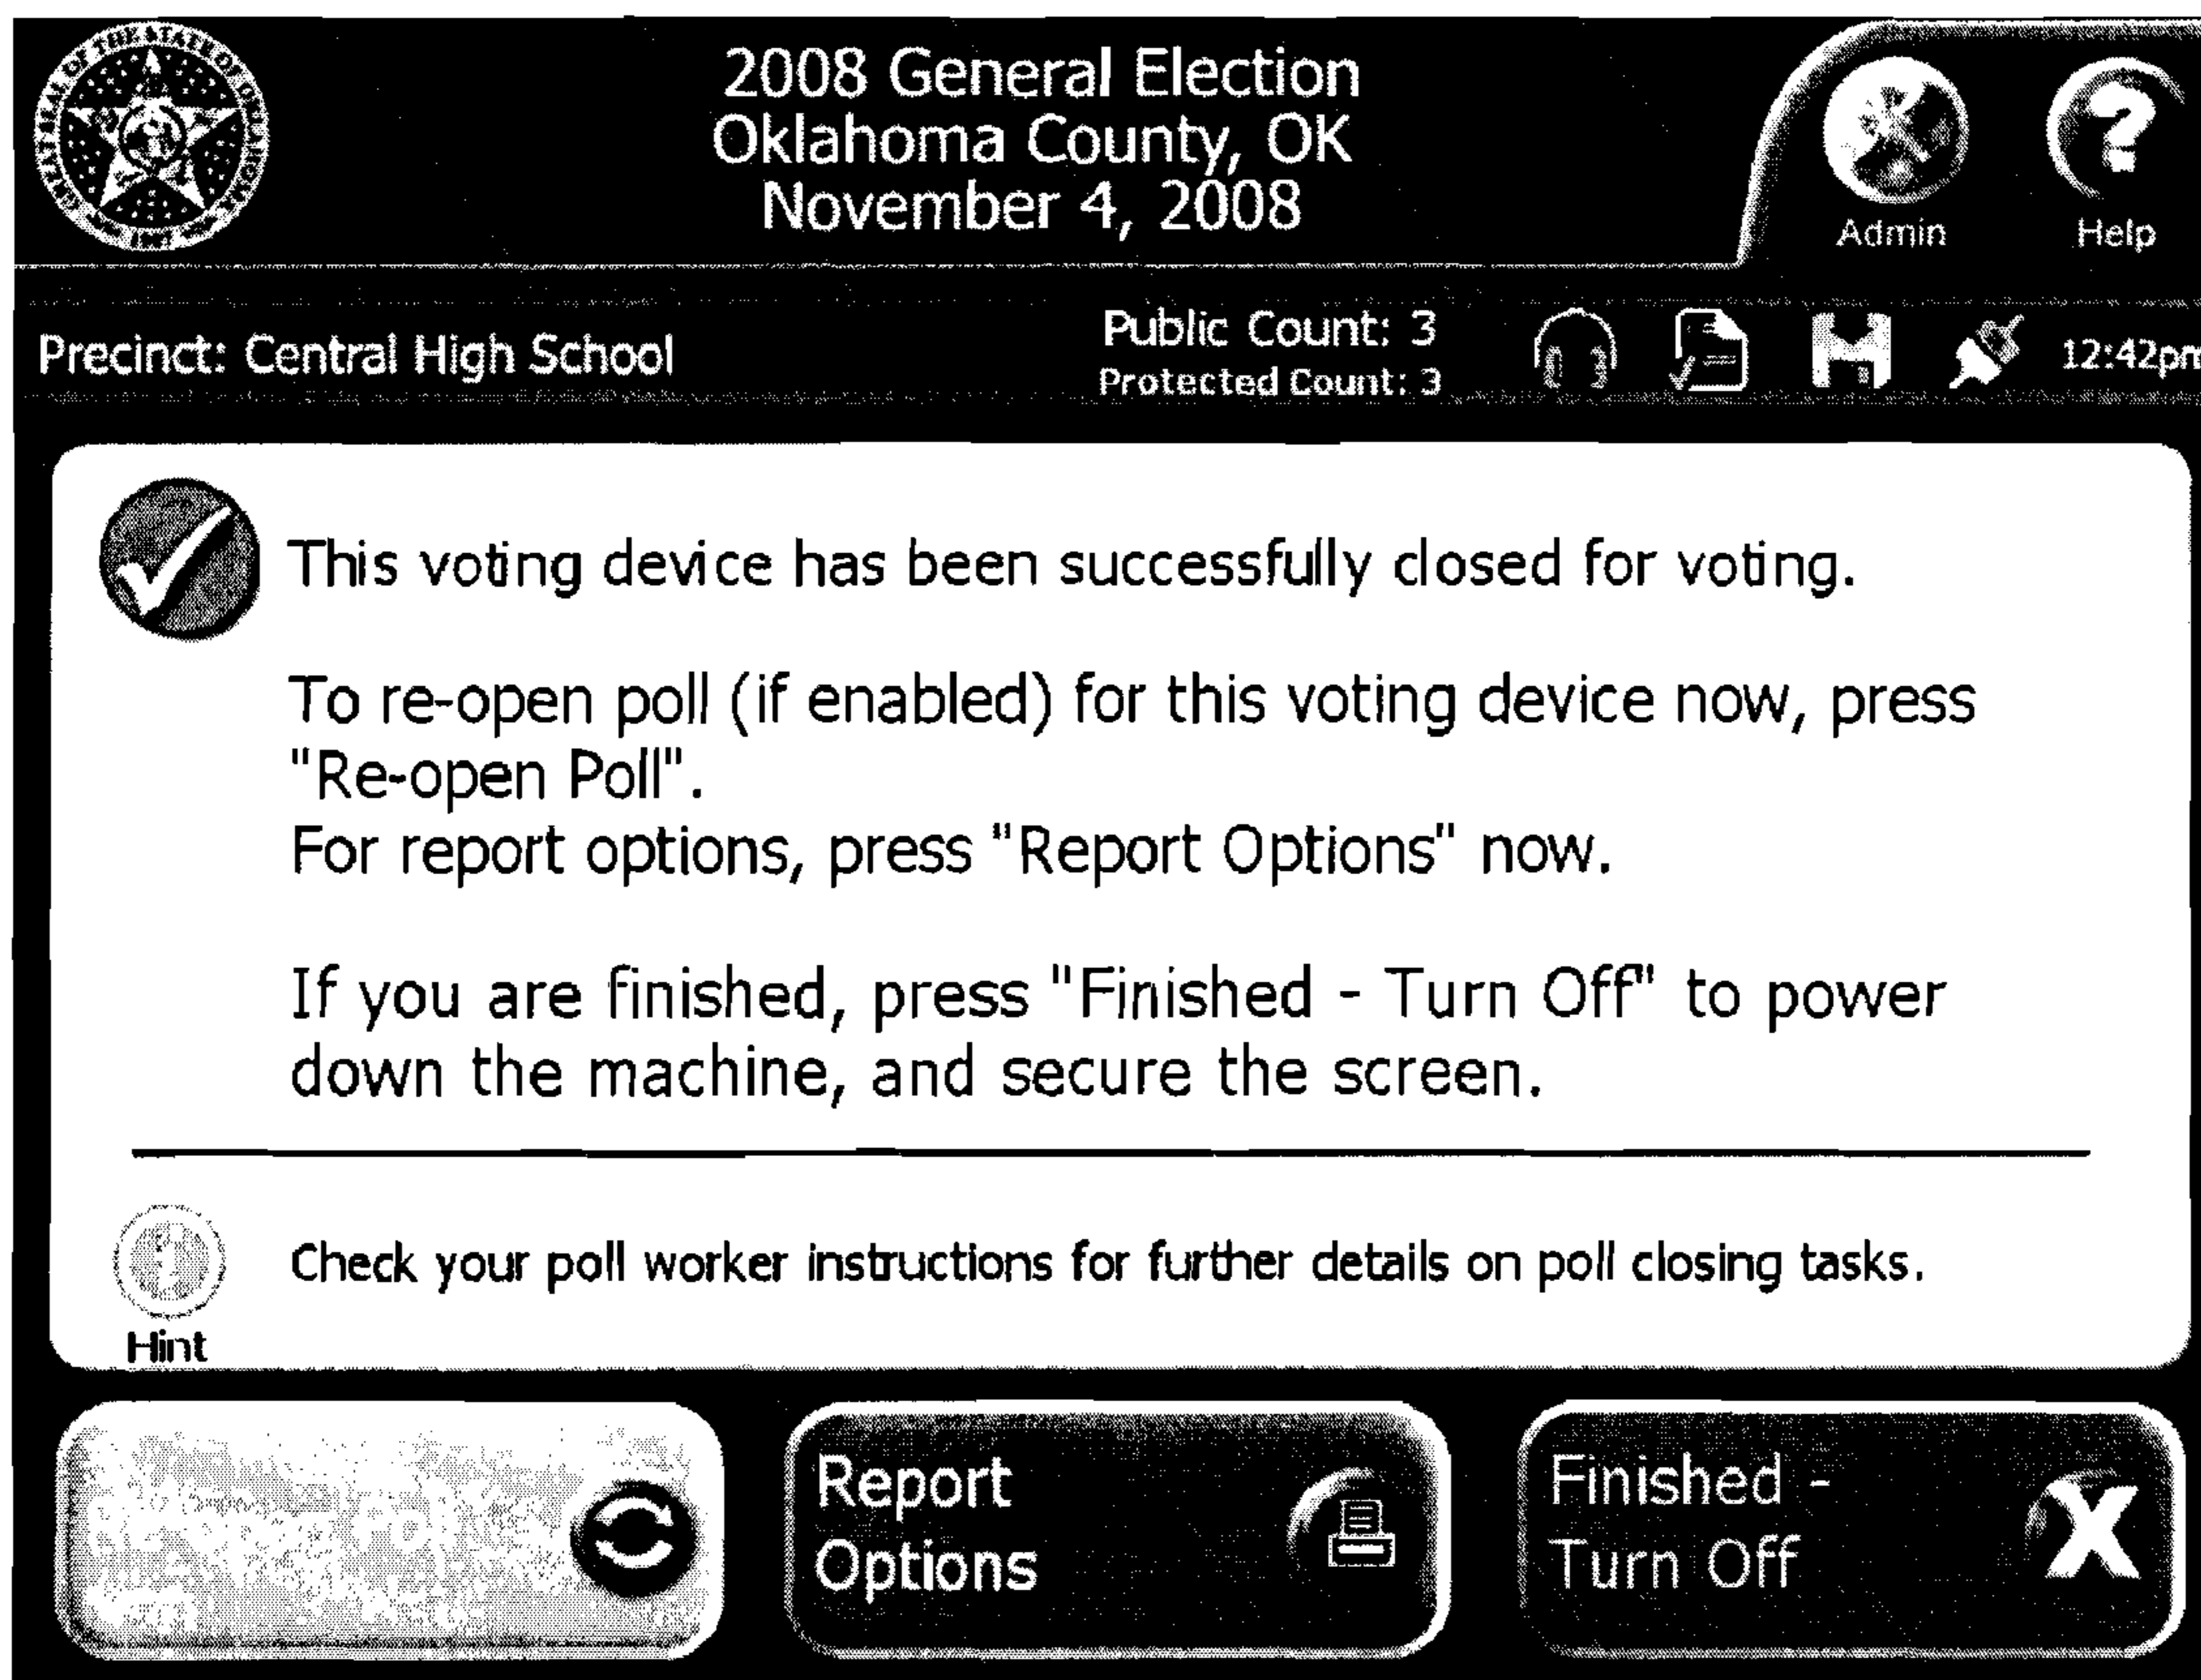 2008 General Election
Oklahoma County, OK
November 4, 2008
Admin
Help
Precinct: Central High School
Public Count: 3
Protected Count: 3
12:42pm
This voting device has been successfully closed for voting.
To re-open poll (if enabled) for this voting device now, press
"Re-open Poll".
For report options, press "Report Options" now.
If you are finished, press "Finished - Turn Off" to power
down the machine, and secure the screen.
Check your poll worker instructions for further details on poll closing tasks.
Hint
Re-open Poll
Report
Options
Finished -
Turn Off